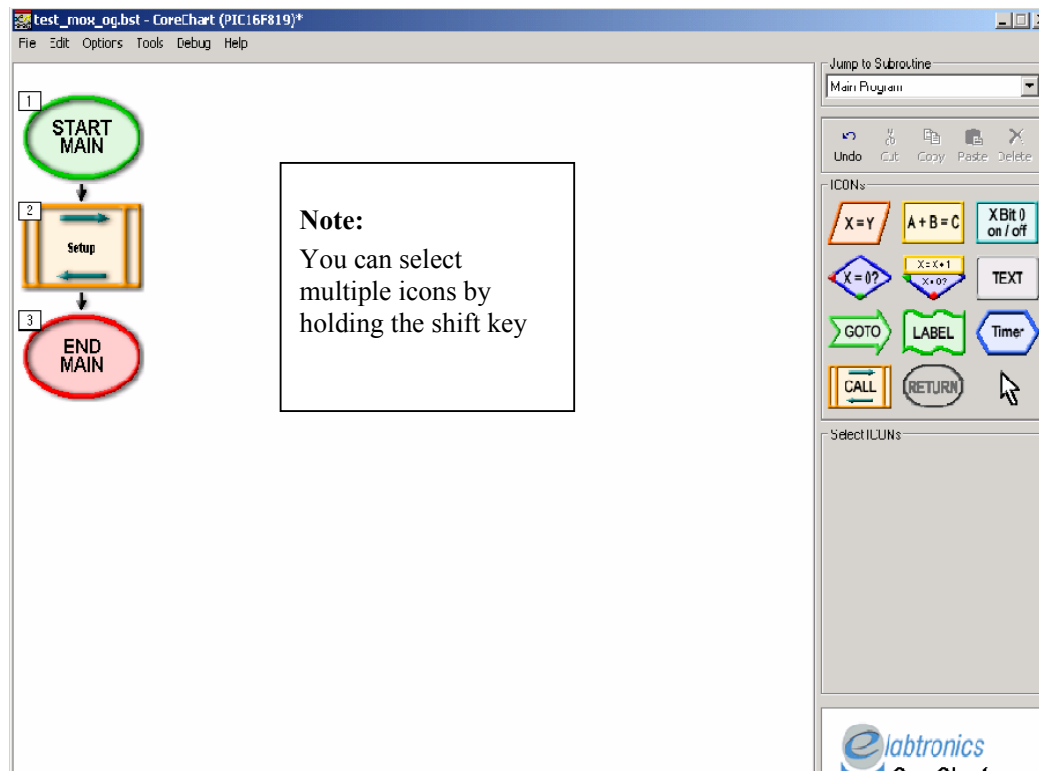 test_mox_og.bst - CoreChart (PIC16F819)*
File Edit Options Tools Debug Help
Jump to Subroutine
Main Program
Undo Cut Copy Paste Delete
ICONs
X = Y
A + B = C
X Bit 0
on / off
X = 0?
X = X + 1
X = 0?
TEXT
GOTO
LABEL
Timer
CALL
RETURN
Select ICONs
1
START
MAIN
2
Setup
3
END
MAIN
Note:
You can select
multiple icons by
holding the shift key
elabtronics